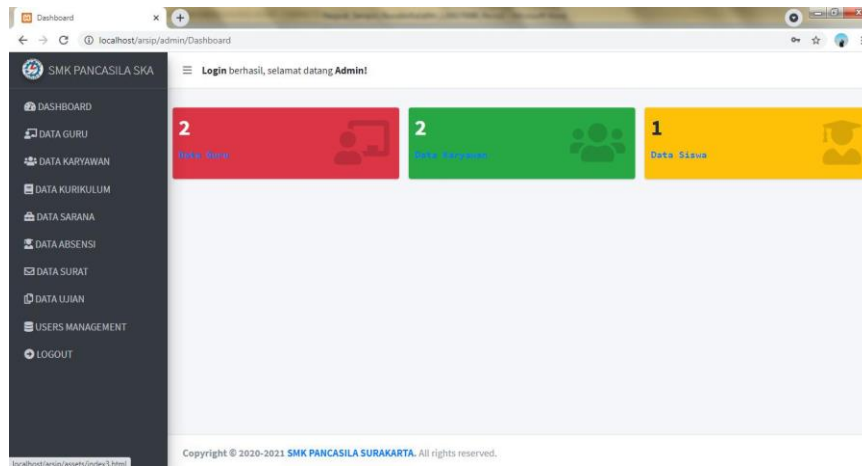 Dashboard
localhost/arsip/admin/Dashboard
SMK PANCASILA SKA
Login berhasil, selamat datang Admin!
DASHBOARD
DATA GURU
DATA KARYAWAN
DATA KURIKULUM
DATA SARANA
DATA ABSENSI
DATA SURAT
DATA UJIAN
USERS MANAGEMENT
LOGOUT
2
Data Guru
2
Data Karyawan
1
Data Siswa
Copyright © 2020-2021 SMK PANCASILA SURAKARTA. All rights reserved.
localhost/arsip/assets/index3.html